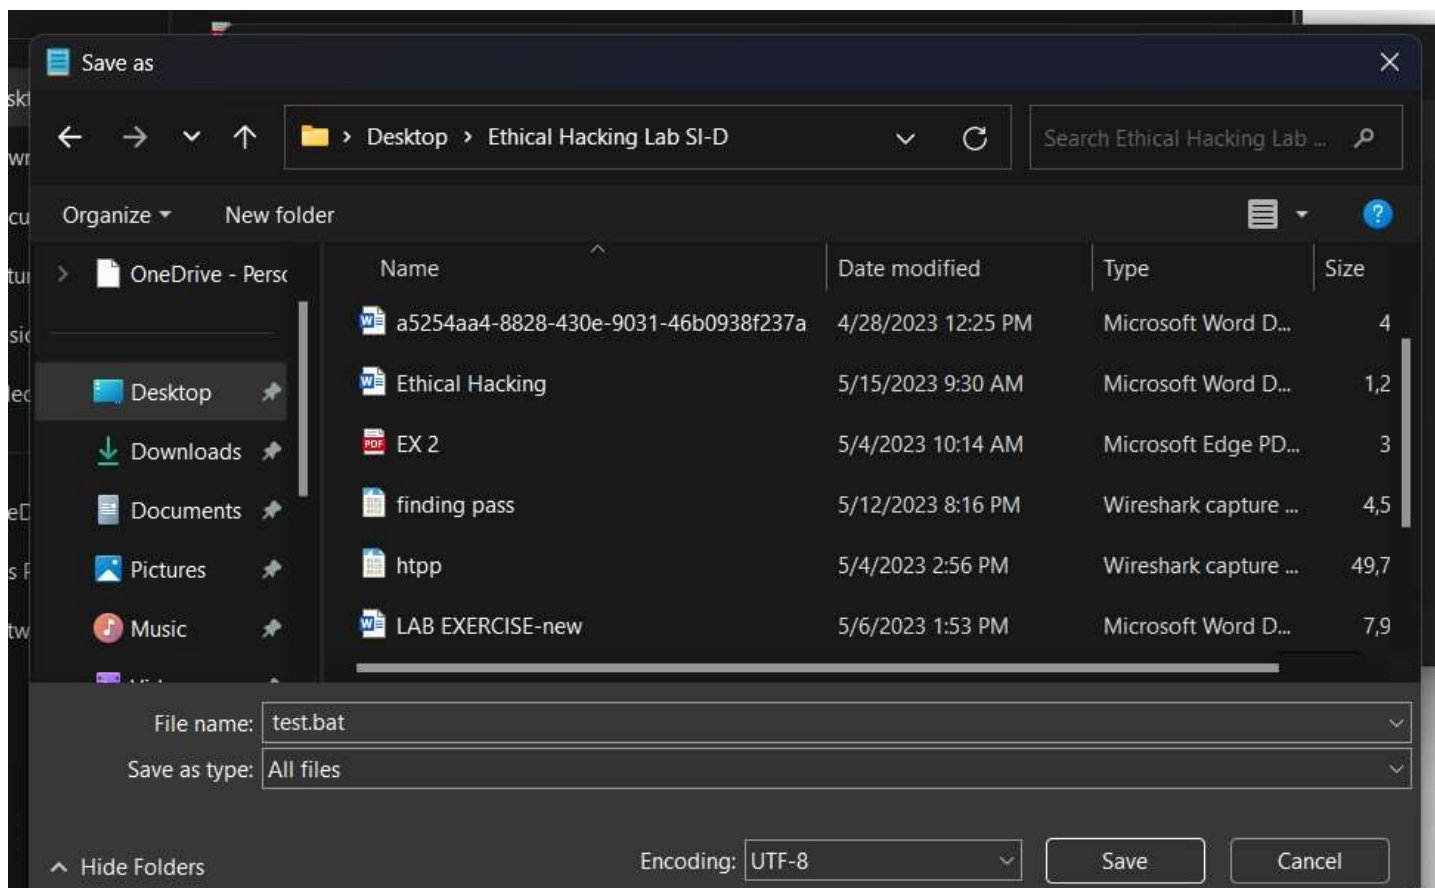 Save as
Desktop > Ethical Hacking Lab SI-D
Search Ethical Hacking Lab ...
Organize
New folder
Name
Date modified
Type
Size
OneDrive - Perso
a5254aa4-8828-430e-9031-46b0938f237a 4/28/2023 12:25 PM Microsoft Word D... 4
Desktop
Ethical Hacking 5/15/2023 9:30 AM Microsoft Word D... 1,2
Downloads
EX 2 5/4/2023 10:14 AM Microsoft Edge PD... 3
Documents
finding pass 5/12/2023 8:16 PM Wireshark capture ... 4,5
Pictures
htpp 5/4/2023 2:56 PM Wireshark capture ... 49,7
Music
LAB EXERCISE-new 5/6/2023 1:53 PM Microsoft Word D... 7,9
File name: test.bat
Save as type: All files
Hide Folders
Encoding: UTF-8
Save
Cancel